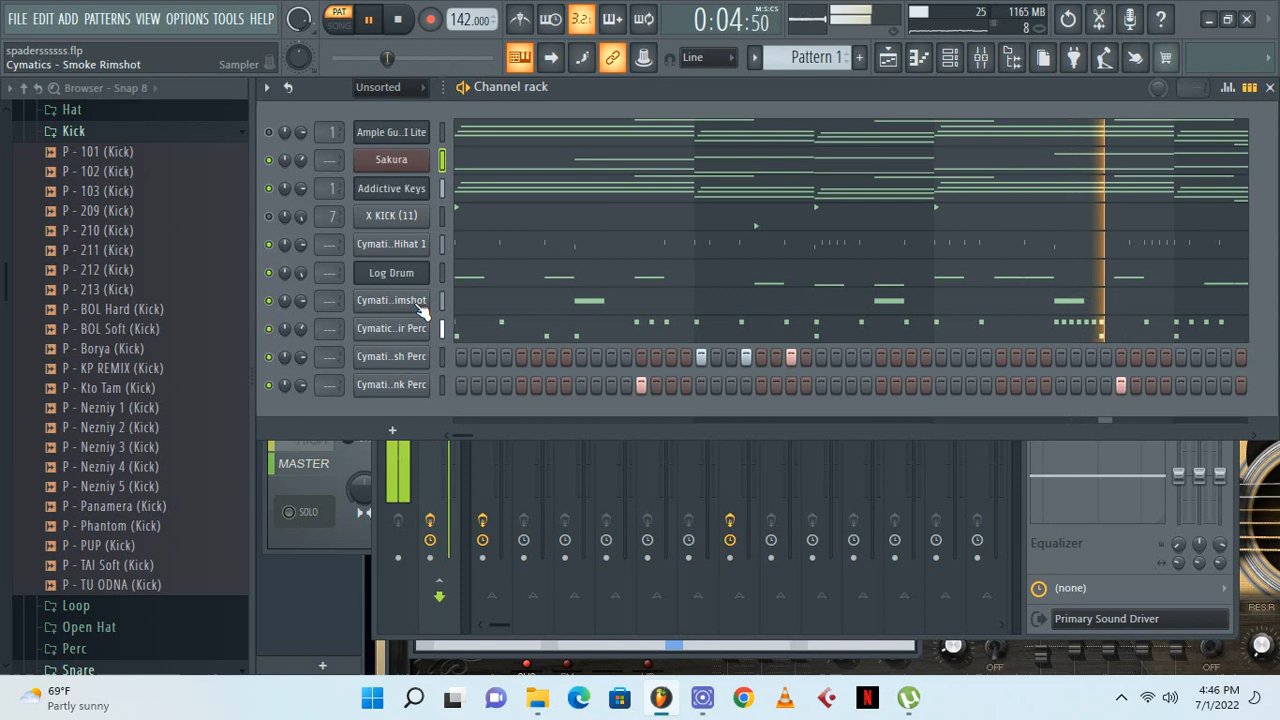 FILE EDIT ADD PATTERNS VIEW OPTIONS TOOLS HELP
PAT
SONG
142.000
3.2:
0:04:50
M:S:CS
25
1165 MB
8
spaderssssss.flp
Cymatics - Smoke Rimshot
Sampler
Line
Pattern 1
Browser - Snap 8
Unsorted
Channel rack
Hat
Kick
P - 101 (Kick)
P - 102 (Kick)
P - 103 (Kick)
P - 209 (Kick)
P - 210 (Kick)
P - 211 (Kick)
P - 212 (Kick)
P - 213 (Kick)
P - BOL Hard (Kick)
P - BOL Soft (Kick)
P - Borya (Kick)
P - KP REMIX (Kick)
P - Kto Tam (Kick)
P - Nezniy 1 (Kick)
P - Nezniy 2 (Kick)
P - Nezniy 3 (Kick)
P - Nezniy 4 (Kick)
P - Nezniy 5 (Kick)
P - Panamera (Kick)
P - Phantom (Kick)
P - PUP (Kick)
P - TAI Soft (Kick)
P - TU ODNA (Kick)
Loop
Open Hat
Perc
Snare
1 Ample Gu..I Lite
--- Sakura
1 Addictive Keys
7 X KICK (11)
--- Cymati..Hihat 1
--- Log Drum
--- Cymati..imshot
--- Cymatic..ir Perc
--- Cymati..sh Perc
--- Cymati..nk Perc
MASTER
SOLO
Equalizer
(none)
Primary Sound Driver
OFF
OFF
RES:R
69°F
Partly sunny
4:46 PM
7/1/2022